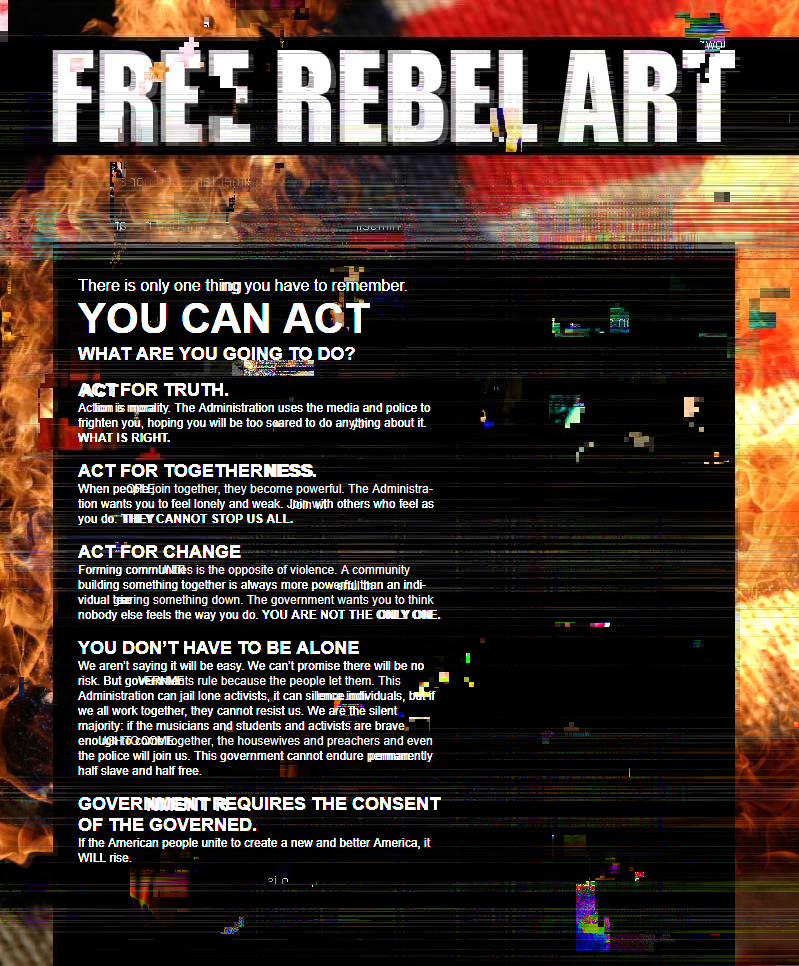 FREE REBEL ART
There is only one thing you have to remember.
YOU CAN ACT
WHAT ARE YOU GOING TO DO?
ACT FOR TRUTH.
Action is morality. The Administration uses the media and police to
frighten you, hoping you will be too scared to do anything about it.
WHAT IS RIGHT.
ACT FOR TOGETHERNESS.
When people join together, they become powerful. The Administra-
tion wants you to feel lonely and weak. Join with others who feel as
you do. THEY CANNOT STOP US ALL.
ACT FOR CHANGE
Forming communities is the opposite of violence. A community
building something together is always more powerful than an indi-
vidual tearing something down. The government wants you to think
nobody else feels the way you do. YOU ARE NOT THE ONLY ONE.
YOU DON'T HAVE TO BE ALONE
We aren't saying it will be easy. We can't promise there will be no
risk. But governments rule because the people let them. This
Administration can jail lone activists, it can silence individuals, but if
we all work together, they cannot resist us. We are the silent
majority: if the musicians and students and activists are brave
enough to come together, the housewives and preachers and even
the police will join us. This government cannot endure permanently
half slave and half free.
GOVERNMENT REQUIRES THE CONSENT
OF THE GOVERNED.
If the American people unite to create a new and better America, it
WILL rise.